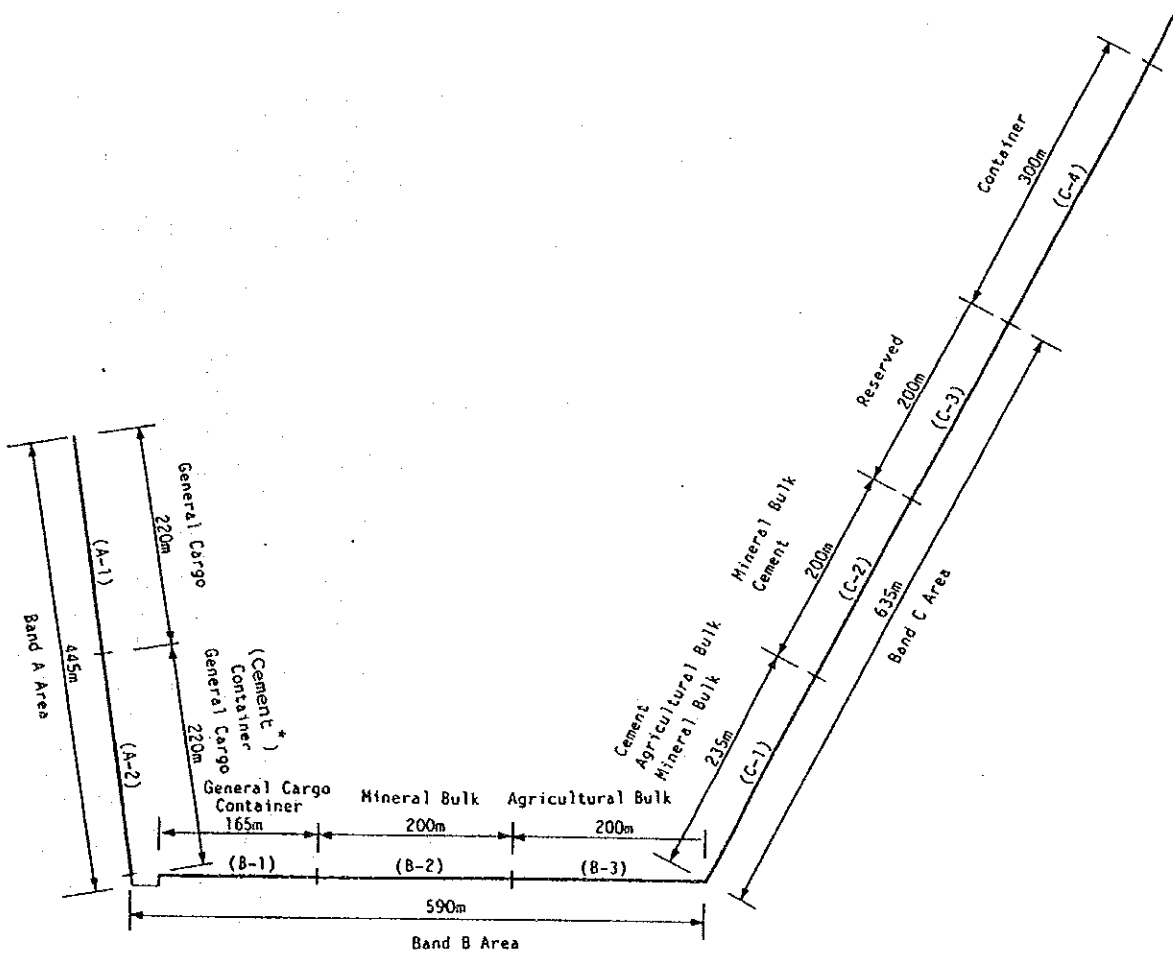 General Cargo
220m
(A-1)
Band A Area
445m
(Cement*)
Container
General Cargo
220m
(A-2)
General Cargo
Container
165m
(B-1)
Mineral Bulk
200m
(B-2)
Agricultural Bulk
200m
(B-3)
590m
Band B Area
Cement
Agricultural Bulk
Mineral Bulk
235m
(C-1)
Mineral Bulk
Cement
200m
(C-2)
Reserved
200m
(C-3)
635m
Band C Area
Container
300m
(C-4)